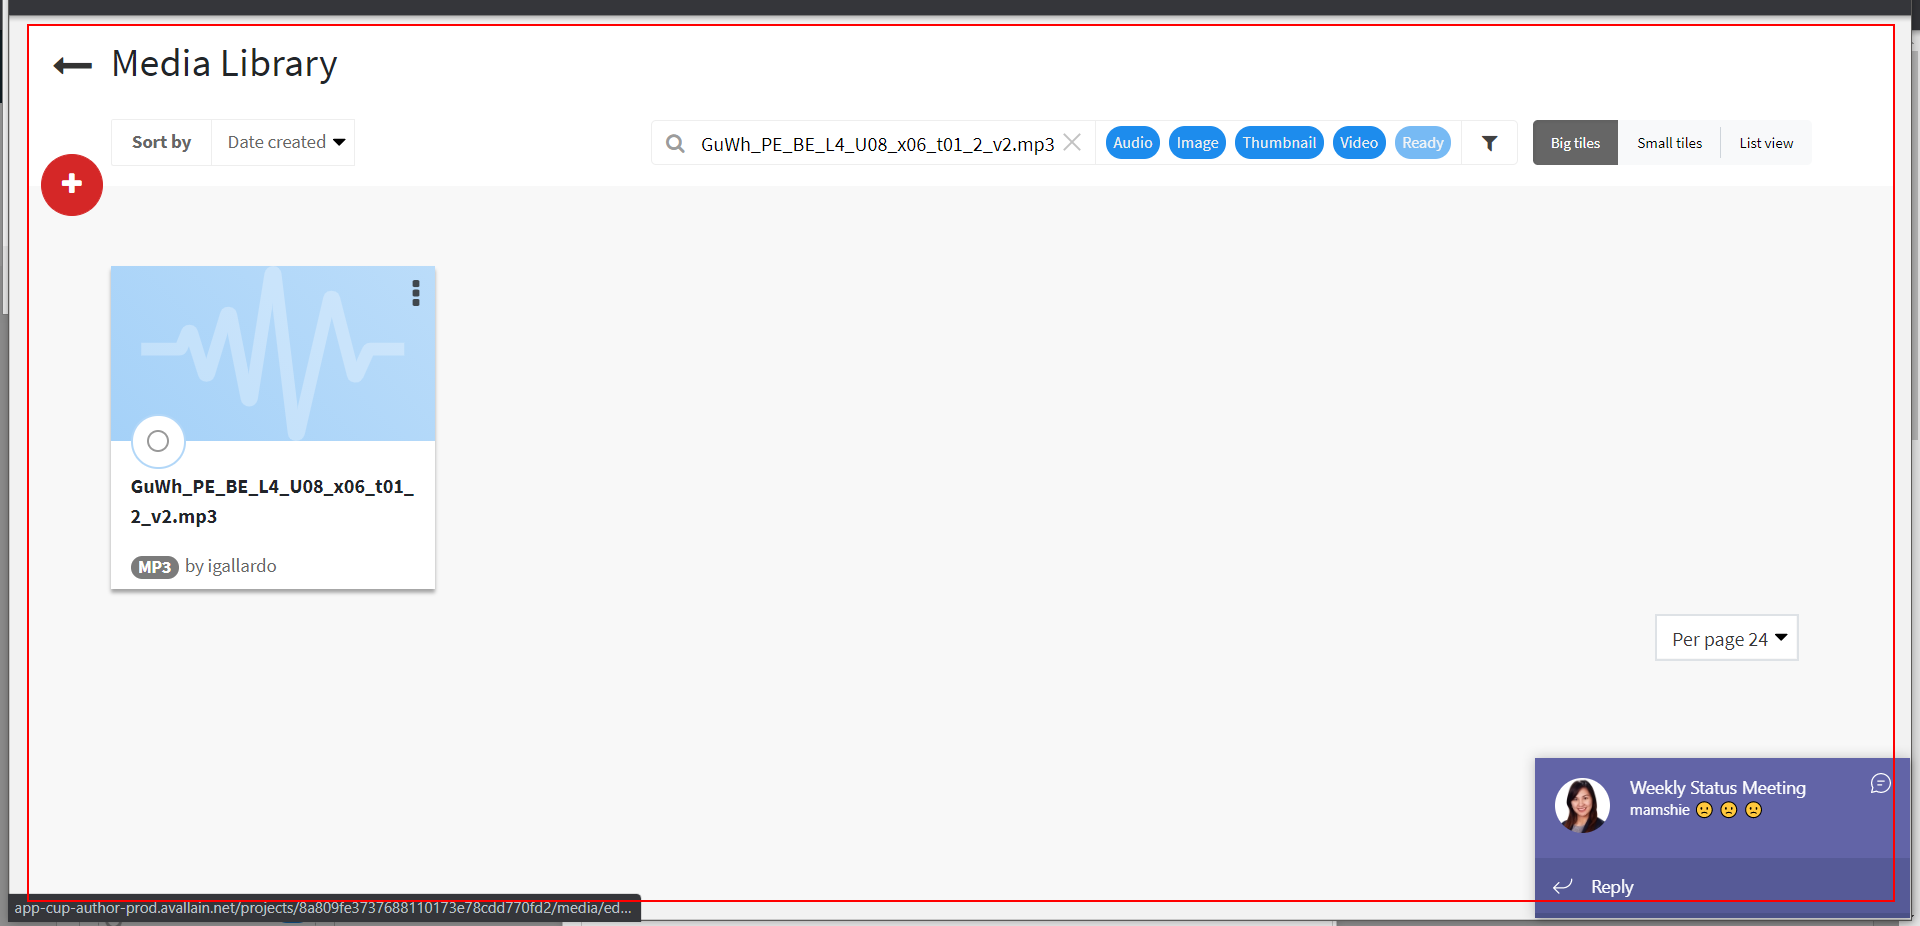 Media Library
Sort by
Date created
GuWh_PE_BE_L4_U08_x06_t01_2_v2.mp3
Audio
Image
Thumbnail
Video
Ready
Big tiles
Small tiles
List view
GuWh_PE_BE_L4_U08_x06_t01_
2_v2.mp3
MP3 by igallardo
Per page 24
Weekly Status Meeting
mamshie 🙁 🙁 🙁
Reply
app-cup-author-prod.avallain.net/projects/8a809fe3737688110173e78cdd770fd2/media/ed...